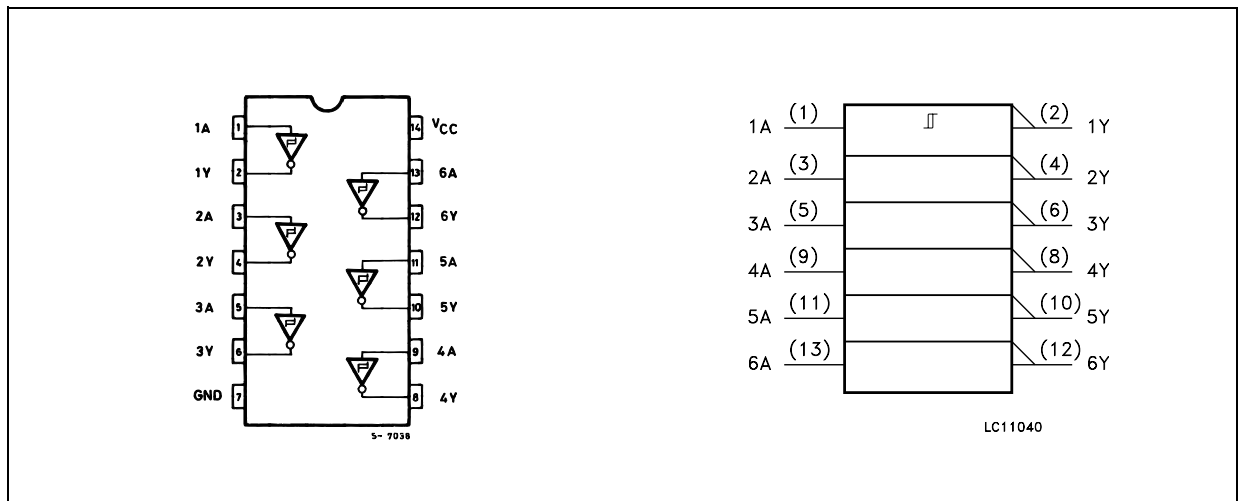 1A 1 14 VCC
1Y 2 13 6A
2A 3 12 6Y
2Y 4 11 5A
3A 5 10 5Y
3Y 6 9 4A
GND 7 8 4Y
S- 7038
1A (1) (2) 1Y
2A (3) (4) 2Y
3A (5) (6) 3Y
4A (9) (8) 4Y
5A (11) (10) 5Y
6A (13) (12) 6Y
LC11040